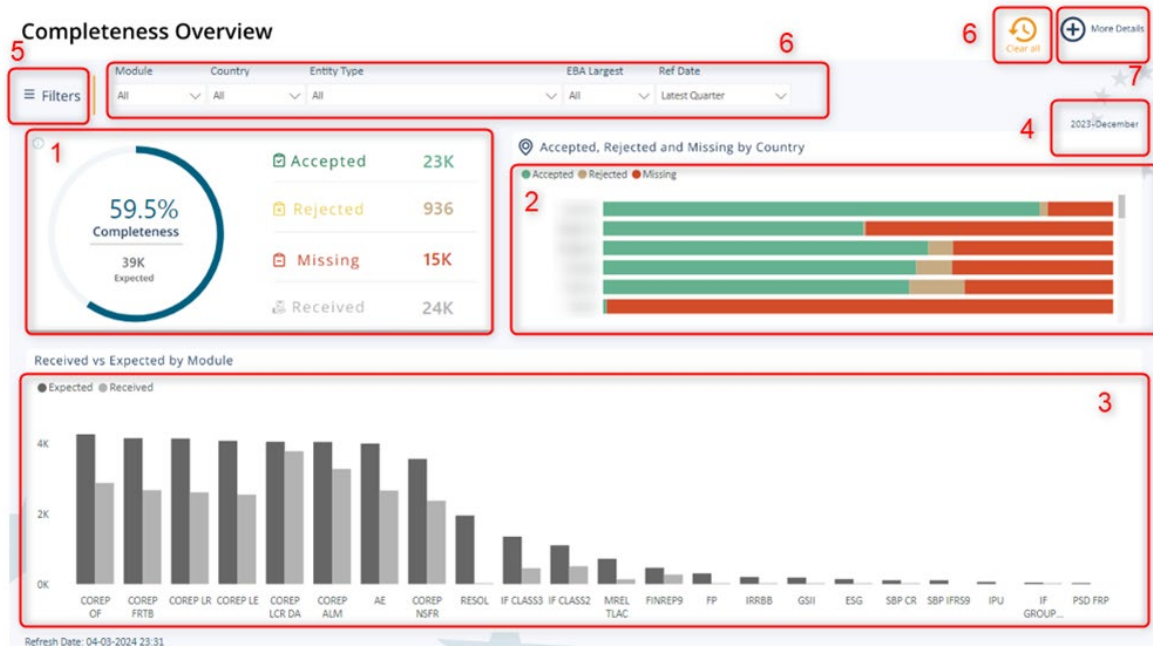 Completeness Overview
6
Clear all
More Details
5
6
7
Filters
Module
Country
Entity Type
EBA Largest
Ref Date
All
All
All
All
Latest Quarter
4
2023-December
1
59.5%
Completeness
39K
Expected
Accepted 23K
Rejected 936
Missing 15K
Received 24K
Accepted, Rejected and Missing by Country
Accepted Rejected Missing
2
Received vs Expected by Module
Expected Received
3
4K
2K
0K
COREP OF
COREP FRTB
COREP LR
COREP LE
COREP LCR DA
COREP ALM
AE
COREP NSFR
RESOL
IF CLASS3
IF CLASS2
MREL TLAC
FINREP9
FP
IRRBB
GSII
ESG
SBP CR
SBP IFRS9
IPU
IF GROUP...
PSD FRP
Refresh Date: 04-03-2024 23:31